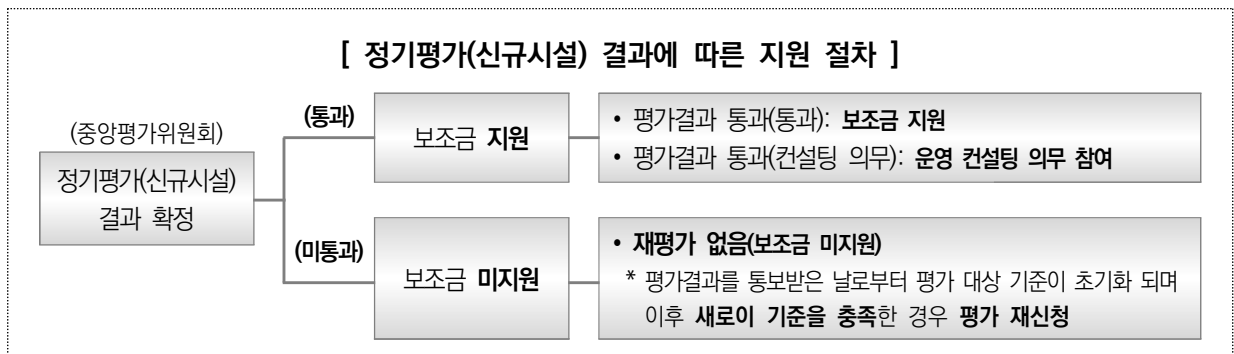 [ 정기평가(신규시설) 결과에 따른 지원 절차 ]
(중앙평가위원회)
정기평가(신규시설)
결과 확정
(통과)
보조금 지원
• 평가결과 통과(통과): 보조금 지원
• 평가결과 통과(컨설팅 의무): 운영 컨설팅 의무 참여
(미통과)
보조금 미지원
• 재평가 없음(보조금 미지원)
* 평가결과를 통보받은 날로부터 평가 대상 기준이 초기화 되며
이후 새로이 기준을 충족한 경우 평가 재신청